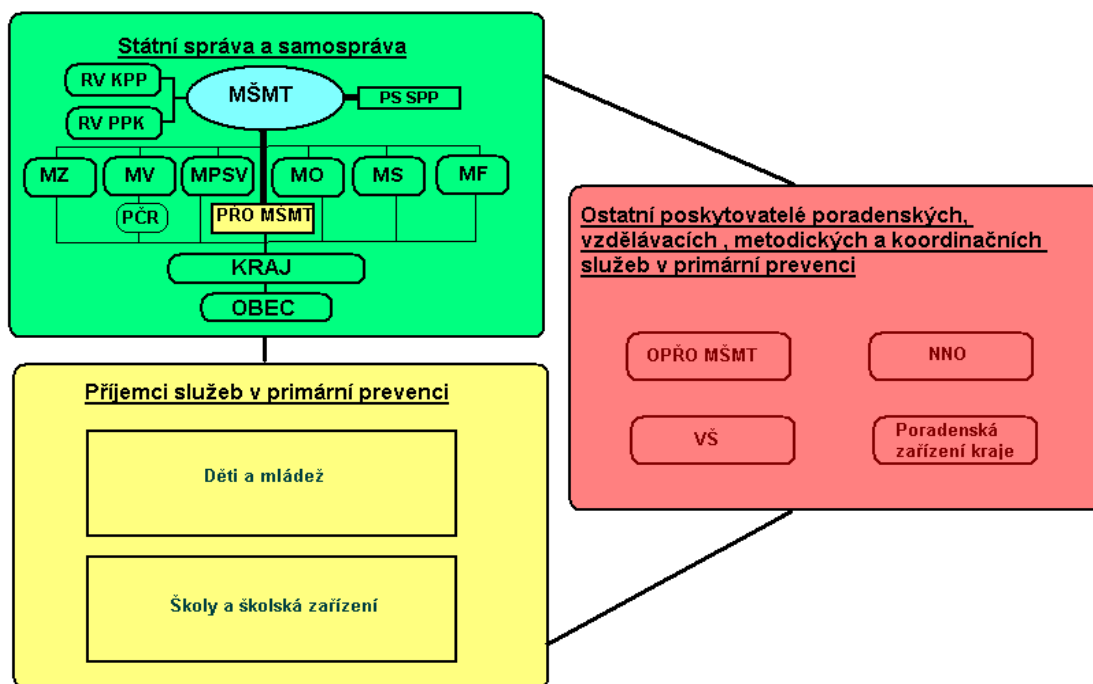 Státní správa a samospráva
RV KPP
MŠMT
PS SPP
RV PPK
MZ
MV
MPSV
MO
MS
MF
PČR
PŘO MŠMT
KRAJ
OBEC
Ostatní poskytovatelé poradenských,
vzdělávacích , metodických a koordinačních
služeb v primární prevenci
OPŘO MŠMT
NNO
VŠ
Poradenská
zařízení kraje
Příjemci služeb v primární prevenci
Děti a mládež
Školy a školská zařízení